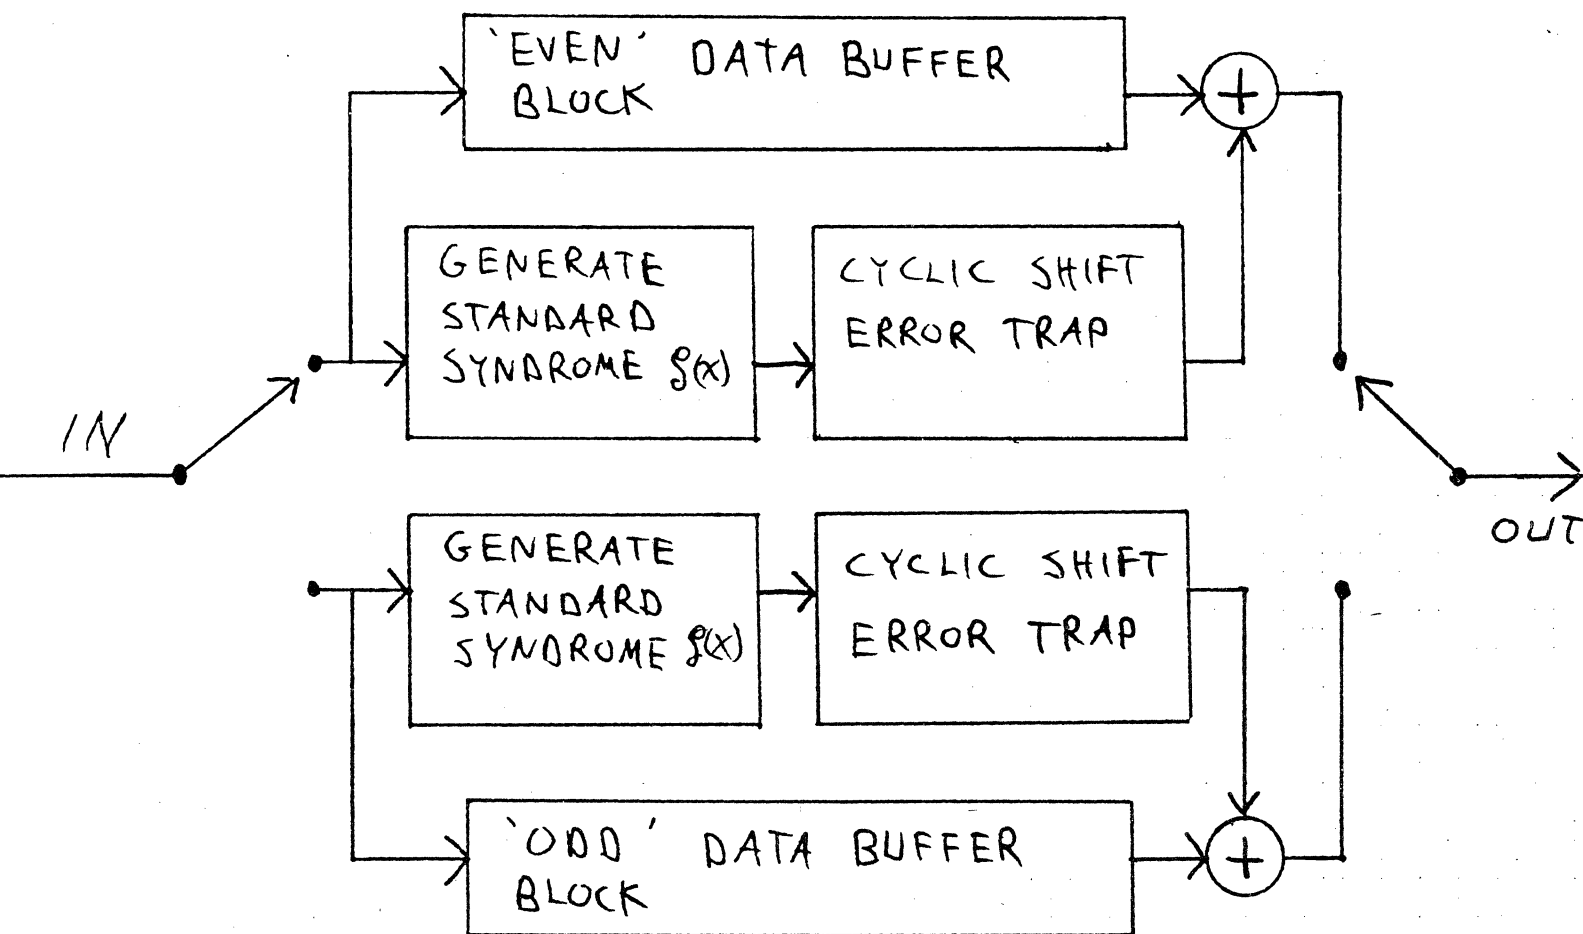 'EVEN' DATA BUFFER
BLOCK
GENERATE
STANDARD
SYNDROME S(x)
CYCLIC SHIFT
ERROR TRAP
IN
OUT
GENERATE
STANDARD
SYNDROME S(x)
CYCLIC SHIFT
ERROR TRAP
'ODD' DATA BUFFER
BLOCK